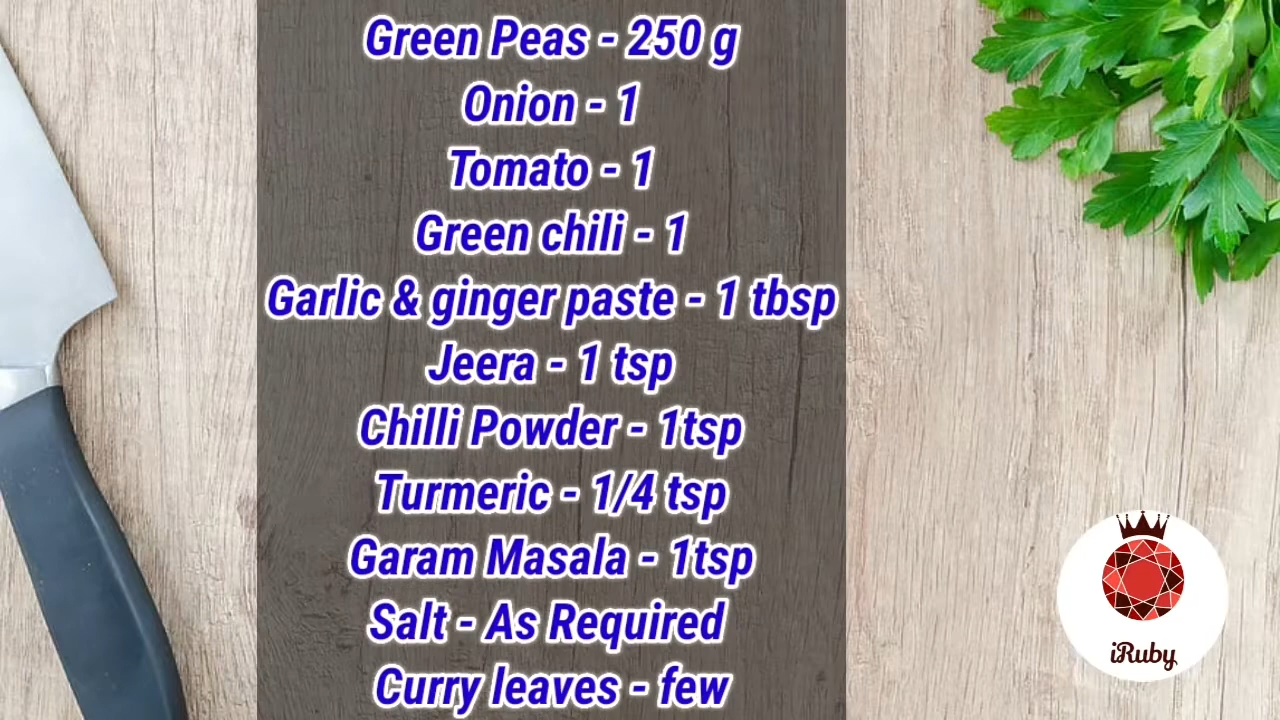 Green Peas - 250 g
Onion - 1
Tomato - 1
Green chili - 1
Garlic & ginger paste - 1 tbsp
Jeera - 1 tsp
Chilli Powder - 1tsp
Turmeric - 1/4 tsp
Garam Masala - 1tsp
Salt - As Required
Curry leaves - few
iRuby